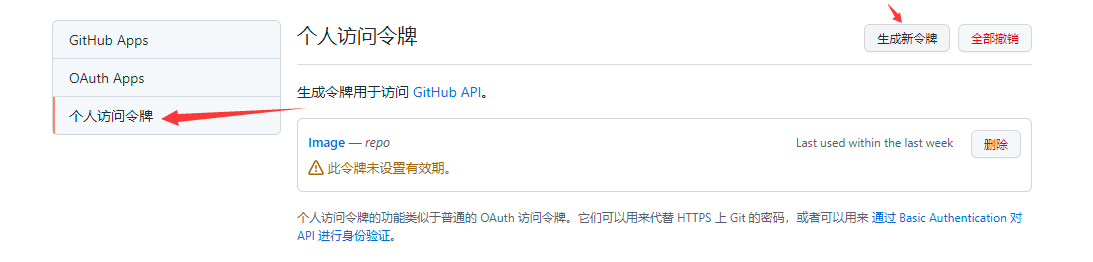 GitHub Apps
OAuth Apps
个人访问令牌
个人访问令牌
生成新令牌
全部撤销
生成令牌用于访问 GitHub API。
Image — repo
Last used within the last week
删除
此令牌未设置有效期。
个人访问令牌的功能类似于普通的 OAuth 访问令牌。它们可以用来代替 HTTPS 上 Git 的密码，或者可以用来 通过 Basic Authentication 对
API 进行身份验证。